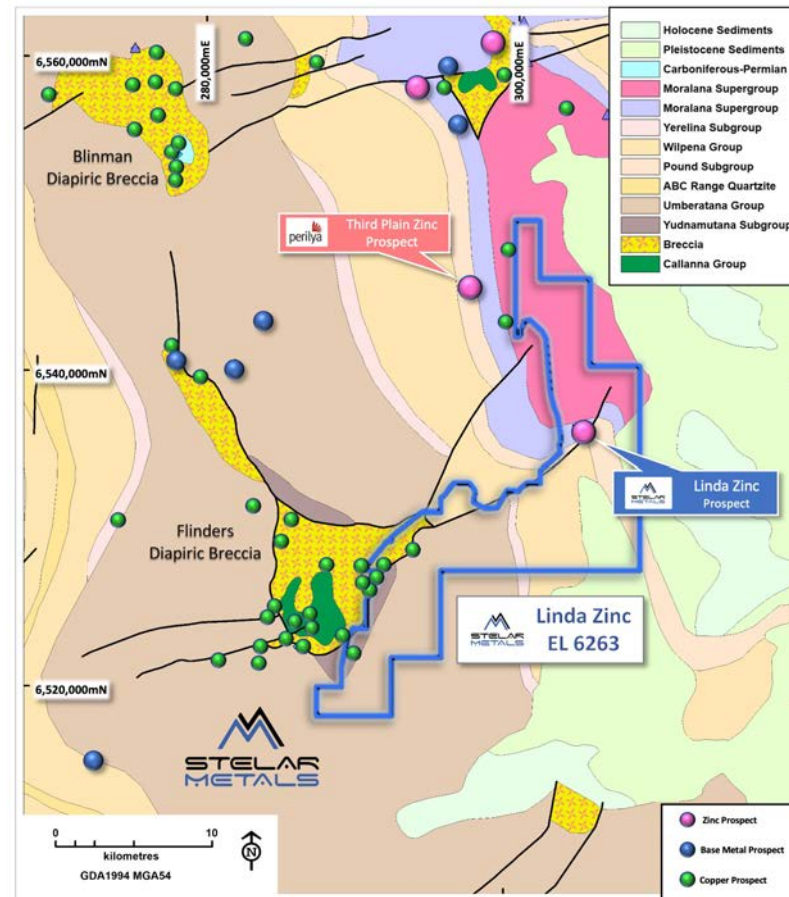 6,560,000mN
280,000mE
300,000mE
Holocene Sediments
Pleistocene Sediments
Carboniferous-Permian
Moralana Supergroup
Moralana Supergroup
Yerelina Subgroup
Wilpena Group
Pound Subgroup
ABC Range Quartzite
Umberatana Group
Yudnamutana Subgroup
Breccia
Callanna Group
Blinman
Diapiric Breccia
perilya
Third Plain Zinc
Prospect
6,540,000mN
STELAR
METALS
Linda Zinc
Prospect
Flinders
Diapiric Breccia
STELAR
METALS
Linda Zinc
EL 6263
6,520,000mN
STELAR
METALS
0 10
kilometres
GDA1994 MGA54
N
Zinc Prospect
Base Metal Prospect
Copper Prospect